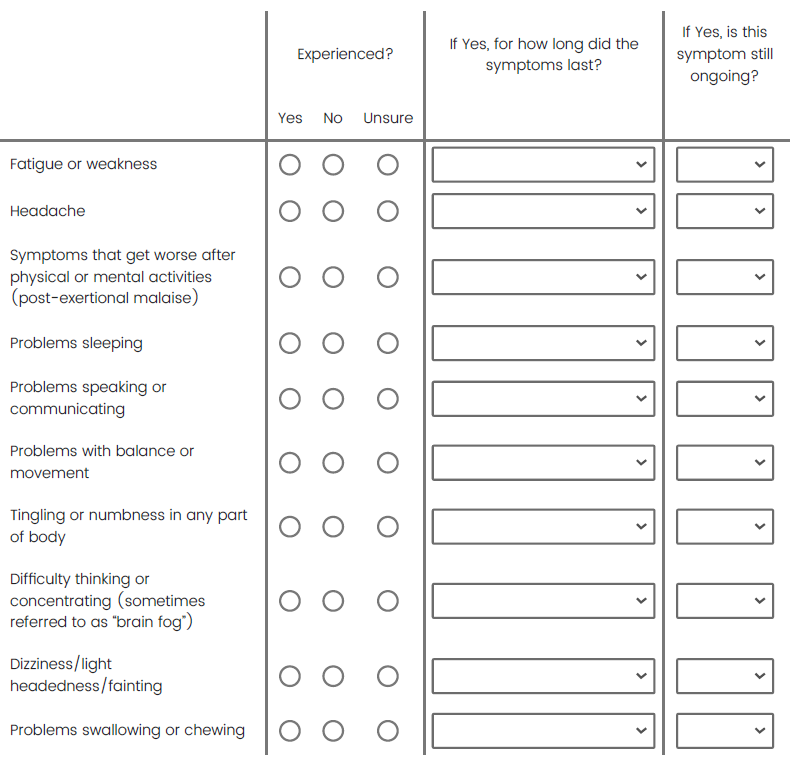 Experienced?
If Yes, for how long did the
symptoms last?
If Yes, is this
symptom still
ongoing?
Yes No Unsure
Fatigue or weakness
Headache
Symptoms that get worse after
physical or mental activities
(post-exertional malaise)
Problems sleeping
Problems speaking or
communicating
Problems with balance or
movement
Tingling or numbness in any part
of body
Difficulty thinking or
concentrating (sometimes
referred to as “brain fog”)
Dizziness/light
headedness/fainting
Problems swallowing or chewing